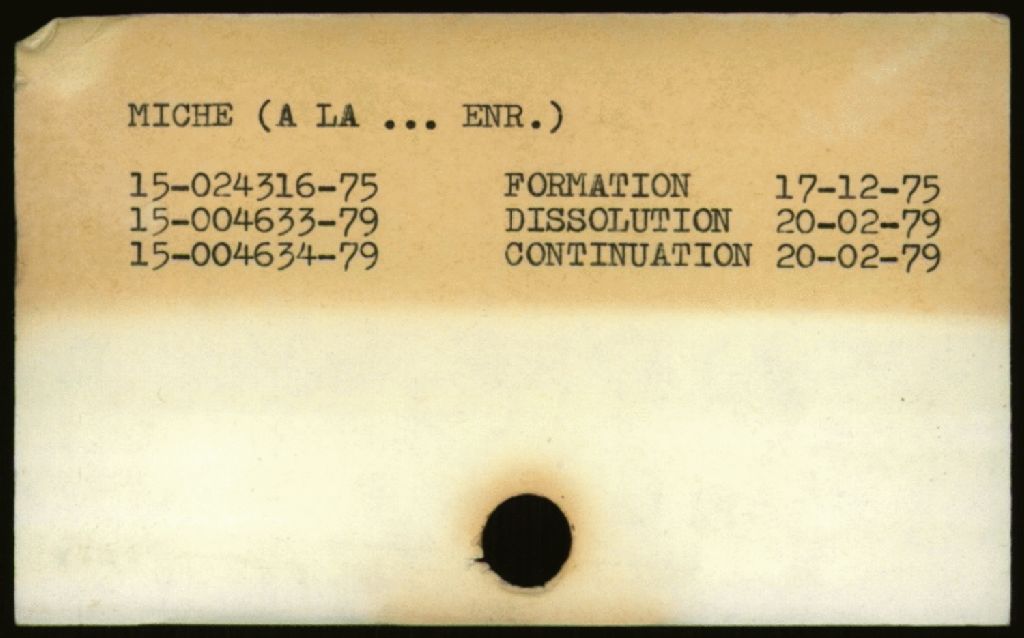 MICHE (A LA ... ENR.)
15-024316-75 FORMATION 17-12-75
15-004633-79 DISSOLUTION 20-02-79
15-004634-79 CONTINUATION 20-02-79